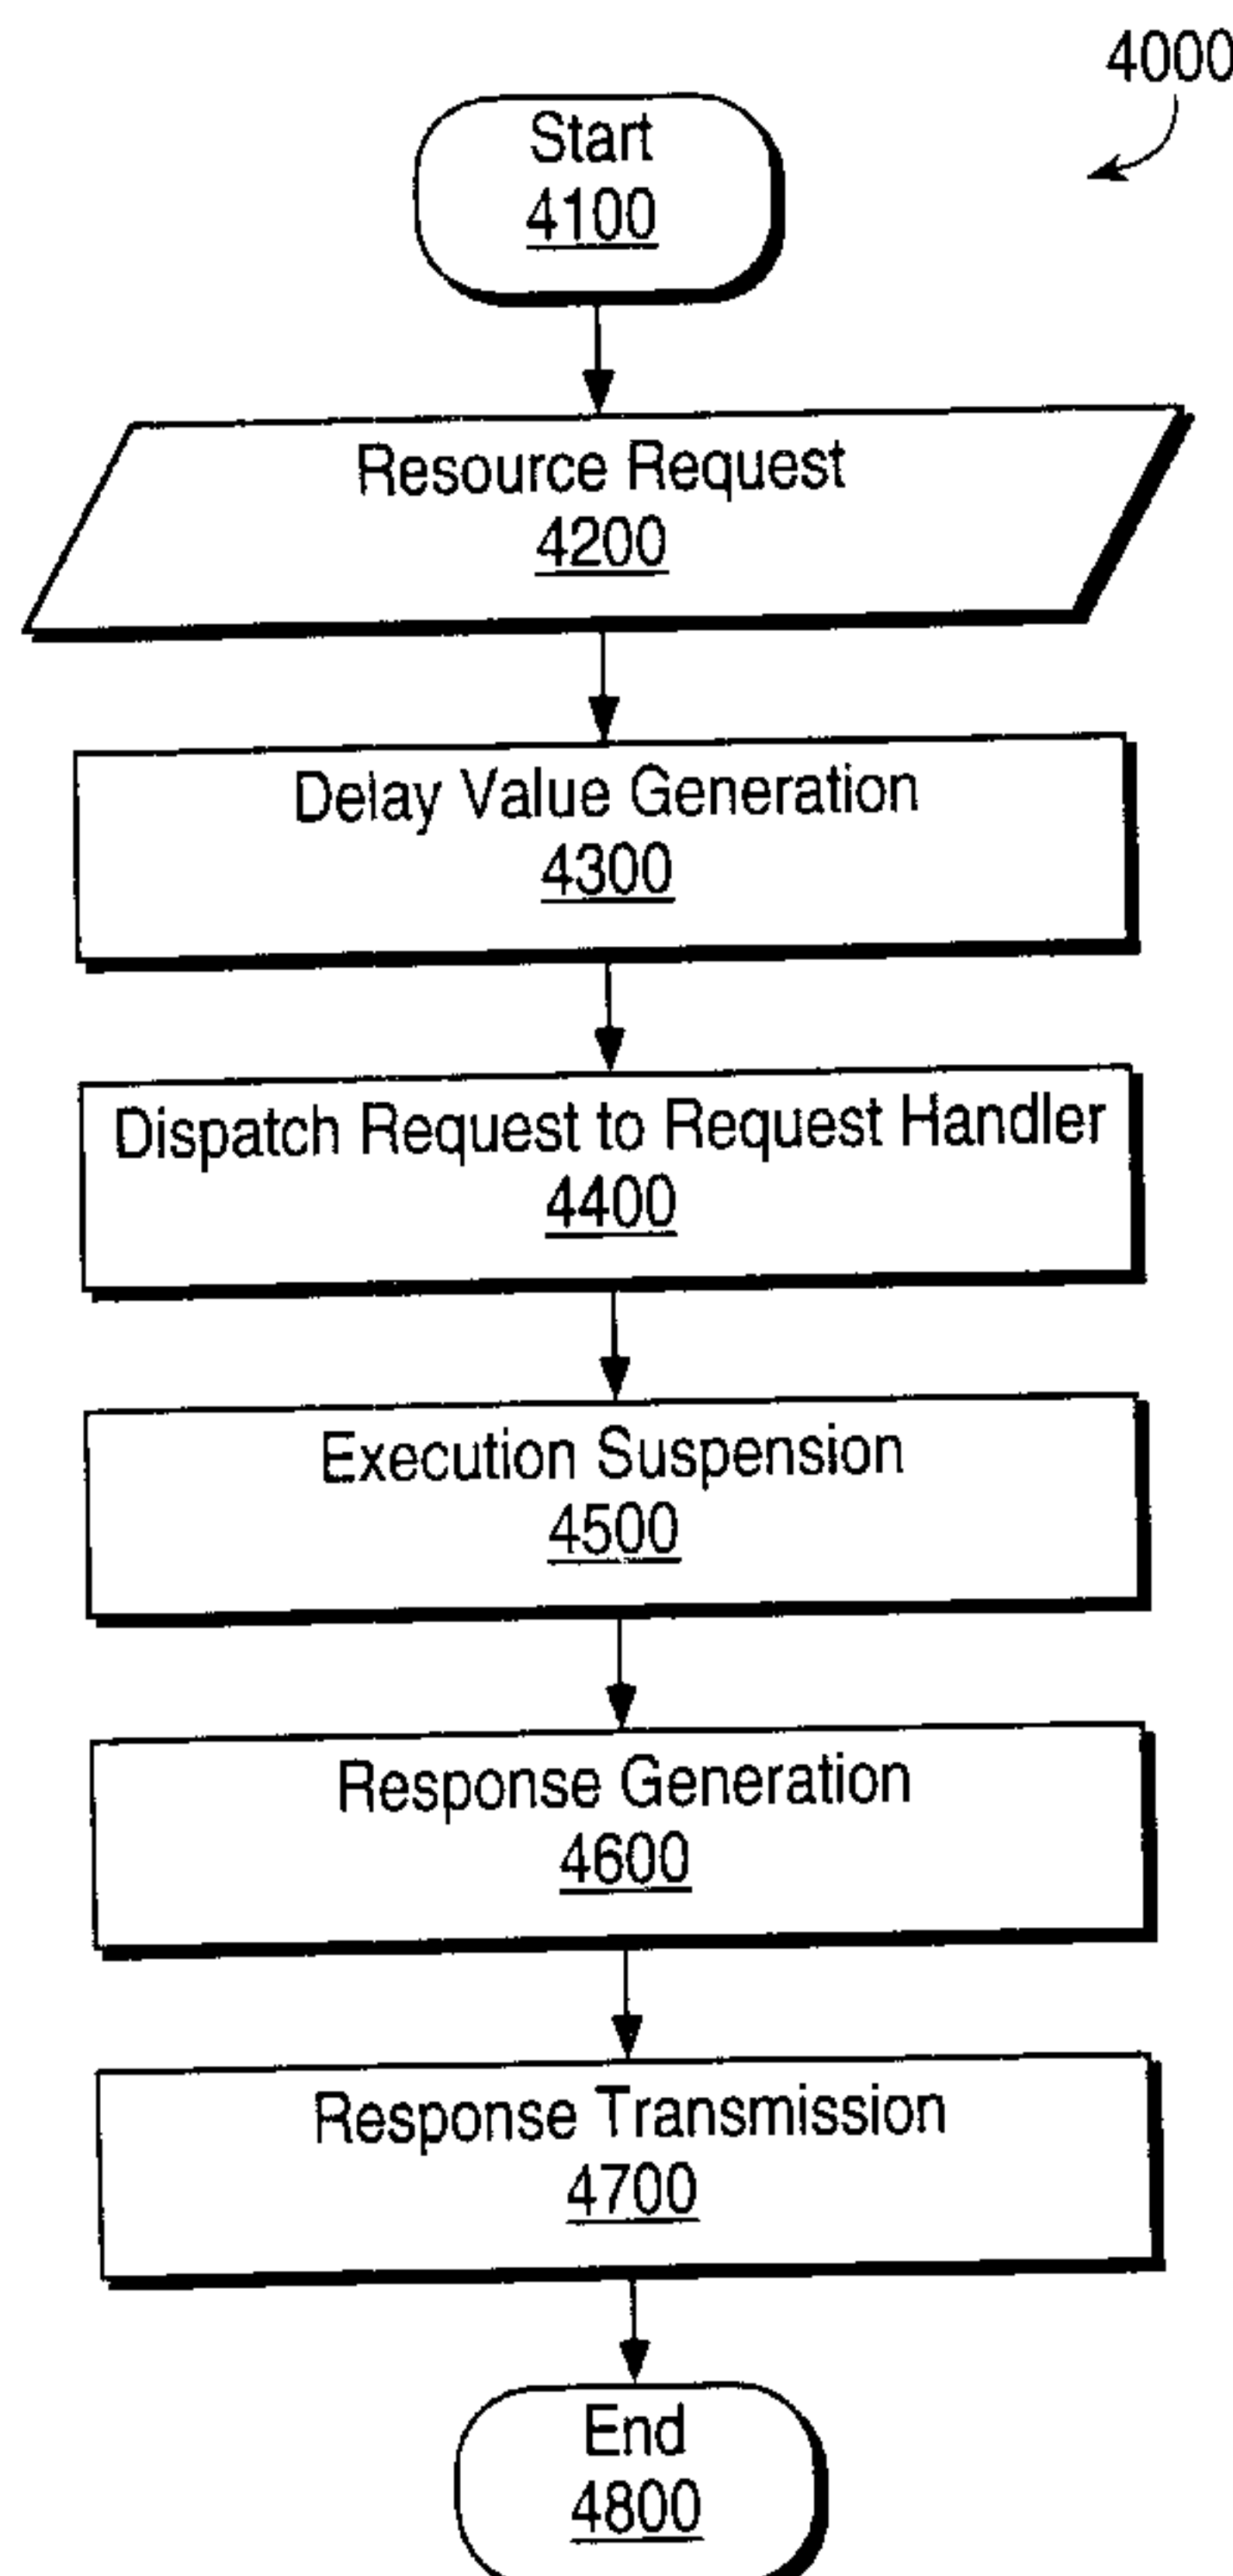 4000
Start
4100
Resource Request
4200
Delay Value Generation
4300
Dispatch Request to Request Handler
4400
Execution Suspension
4500
Response Generation
4600
Response Transmission
4700
End
4800